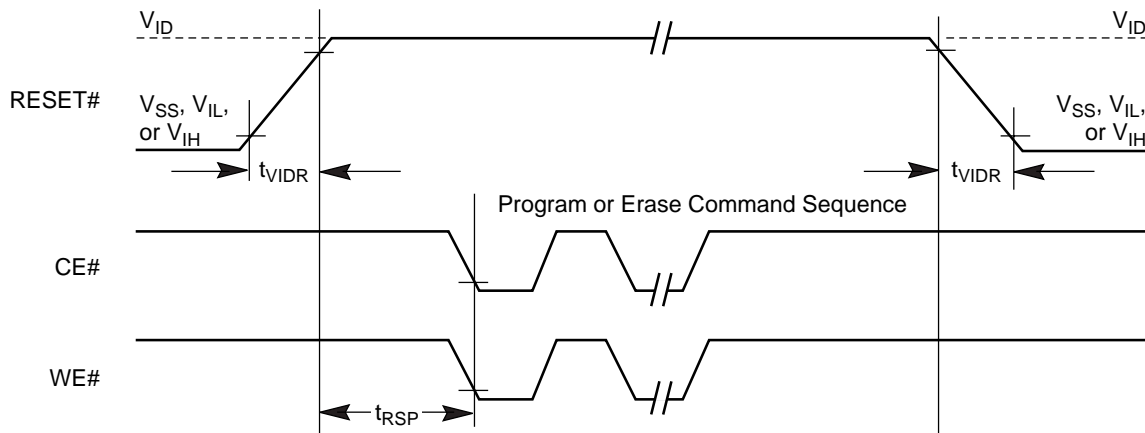 V_ID
V_ID
RESET#
V_SS, V_IL,
or V_IH
V_SS, V_IL,
or V_IH
t_VIDR
t_VIDR
Program or Erase Command Sequence
CE#
WE#
t_RSP